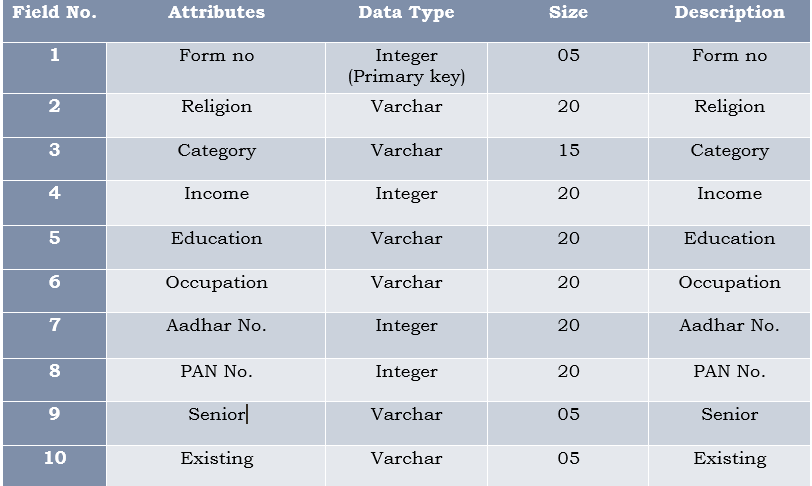 Field No. Attributes Data Type Size Description
1 Form no Integer 05 Form no
(Primary key)
2 Religion Varchar 20 Religion
3 Category Varchar 15 Category
4 Income Integer 20 Income
5 Education Varchar 20 Education
6 Occupation Varchar 20 Occupation
7 Aadhar No. Integer 20 Aadhar No.
8 PAN No. Integer 20 PAN No.
9 Senior Varchar 05 Senior
10 Existing Varchar 05 Existing